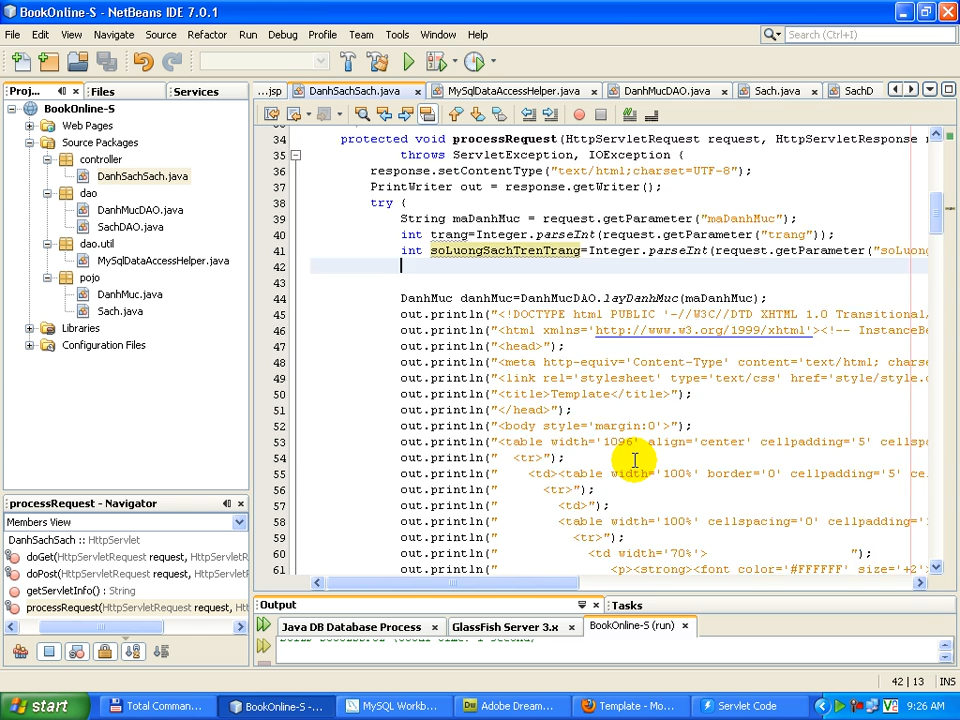 BookOnline-S - NetBeans IDE 7.0.1
File Edit View Navigate Source Refactor Run Debug Profile Team Tools Window Help
Search (Ctrl+I)
Proj... Files Services
...jsp DanhSachSach.java MySqlDataAccessHelper.java DanhMucDAO.java Sach.java SachD
BookOnline-S
Web Pages
Source Packages
controller
DanhSachSach.java
dao
DanhMucDAO.java
SachDAO.java
dao.util
MySqlDataAccessHelper.java
pojo
DanhMuc.java
Sach.java
Libraries
Configuration Files
34 protected void processRequest(HttpServletRequest request, HttpServletResponse
35 throws ServletException, IOException {
36 response.setContentType("text/html;charset=UTF-8");
37 PrintWriter out = response.getWriter();
38 try {
39 String maDanhMuc = request.getParameter("maDanhMuc");
40 int trang=Integer.parseInt(request.getParameter("trang"));
41 int soLuongSachTrenTrang=Integer.parseInt(request.getParameter("soLuong
42
43
44 DanhMuc danhMuc=DanhMucDAO.layDanhMuc(maDanhMuc);
45 out.println("<!DOCTYPE html PUBLIC '-//W3C//DTD XHTML 1.0 Transitional/
46 out.println("<html xmlns='http://www.w3.org/1999/xhtml'><!-- InstanceBe
47 out.println("<head>");
48 out.println("<meta http-equiv='Content-Type' content='text/html; charse
49 out.println("<link rel='stylesheet' type='text/css' href='style/style.c
50 out.println("<title>Template</title>");
51 out.println("</head>");
52 out.println("<body style='margin:0'>");
53 out.println("<table width='1096' align='center' cellpadding='5' cellsp
54 out.println(" <tr>");
55 out.println(" <td><table width='100%' border='0' cellpadding='5' ce
56 out.println(" <tr>");
57 out.println(" <td>");
58 out.println(" <table width='100%' cellspacing='0' cellpadding=
59 out.println(" <tr>");
60 out.println(" <td width='70%'> ");
61 out.println(" <p><strong><font color='#FFFFFF' size='+2'
processRequest - Navigator
Members View
DanhSachSach :: HttpServlet
doGet(HttpServletRequest request, HttpServletR
doPost(HttpServletRequest request, HttpServlet
getServletInfo() : String
processRequest(HttpServletRequest request, Htt
Output Tasks
Java DB Database Process GlassFish Server 3.x BookOnline-S (run)
BUILD SUCCESSFUL (total time: 1 second)
42 | 13 INS
start Total Comman... BookOnline-S -... MySQL Workb... Adobe Dream... Template - Mo... Servlet Code 9:26 AM